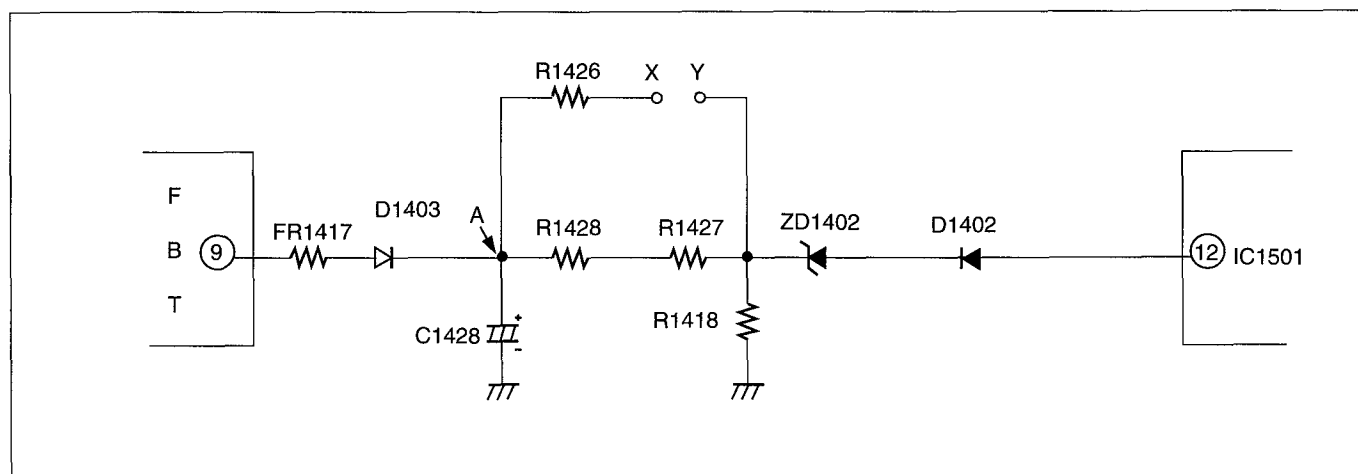 R1426
X
Y
F
B
T
9
FR1417
D1403
A
R1428
R1427
ZD1402
D1402
12
IC1501
C1428
+
-
R1418